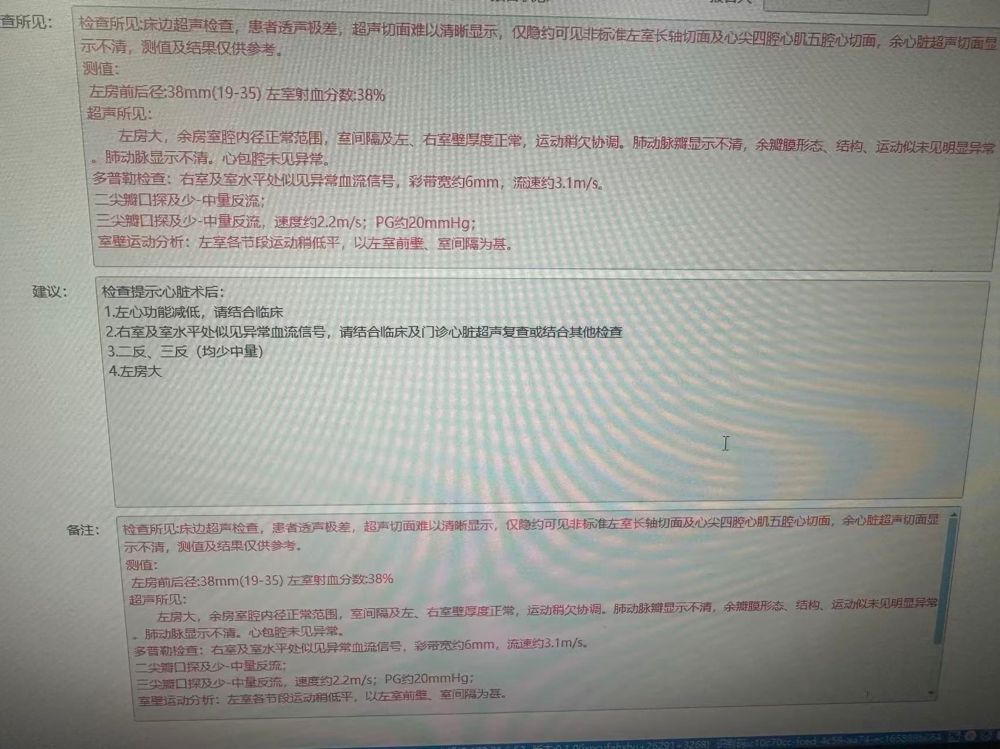 查所见：
检查所见:床边超声检查，患者透声极差，超声切面难以清晰显示，仅隐约可见非标准左室长轴切面及心尖四腔心肌五腔心切面，余心脏超声切面显
示不清，测值及结果仅供参考。
测值：
左房前后径:38mm(19-35) 左室射血分数:38%
超声所见：
左房大，余房室腔内径正常范围，室间隔及左、右室壁厚度正常，运动稍欠协调。肺动脉瓣显示不清，余瓣膜形态、结构、运动似未见明显异常
。肺动脉显示不清。心包腔未见异常。
多普勒检查：右室及室水平处似见异常血流信号，彩带宽约6mm，流速约3.1m/s。
二尖瓣口探及少-中量反流；
三尖瓣口探及少-中量反流，速度约2.2m/s；PG约20mmHg；
室壁运动分析：左室各节段运动稍低平，以左室前壁、室间隔为甚。
建议：
检查提示:心脏术后：
1.左心功能减低，请结合临床
2.右室及室水平处似见异常血流信号，请结合临床及门诊心脏超声复查或结合其他检查
3.二反、三反（均少中量）
4.左房大
备注：
检查所见:床边超声检查，患者透声极差，超声切面难以清晰显示，仅隐约可见非标准左室长轴切面及心尖四腔心肌五腔心切面，余心脏超声切面显
示不清，测值及结果仅供参考。
测值：
左房前后径:38mm(19-35) 左室射血分数:38%
超声所见：
左房大，余房室腔内径正常范围，室间隔及左、右室壁厚度正常，运动稍欠协调。肺动脉瓣显示不清，余瓣膜形态、结构、运动似未见明显异常
。肺动脉显示不清。心包腔未见异常。
多普勒检查：右室及室水平处似见异常血流信号，彩带宽约6mm，流速约3.1m/s。
二尖瓣口探及少-中量反流；
三尖瓣口探及少-中量反流，速度约2.2m/s；PG约20mmHg；
室壁运动分析：左室各节段运动稍低平，以左室前壁、室间隔为甚。